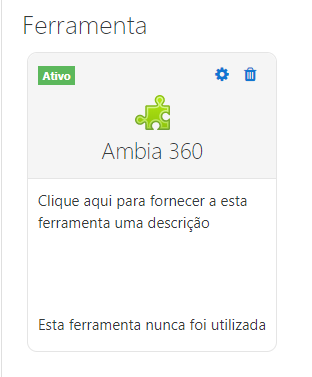 Ferramenta
Ativo
Ambia 360
Clique aqui para fornecer a esta
ferramenta uma descrição
Esta ferramenta nunca foi utilizada